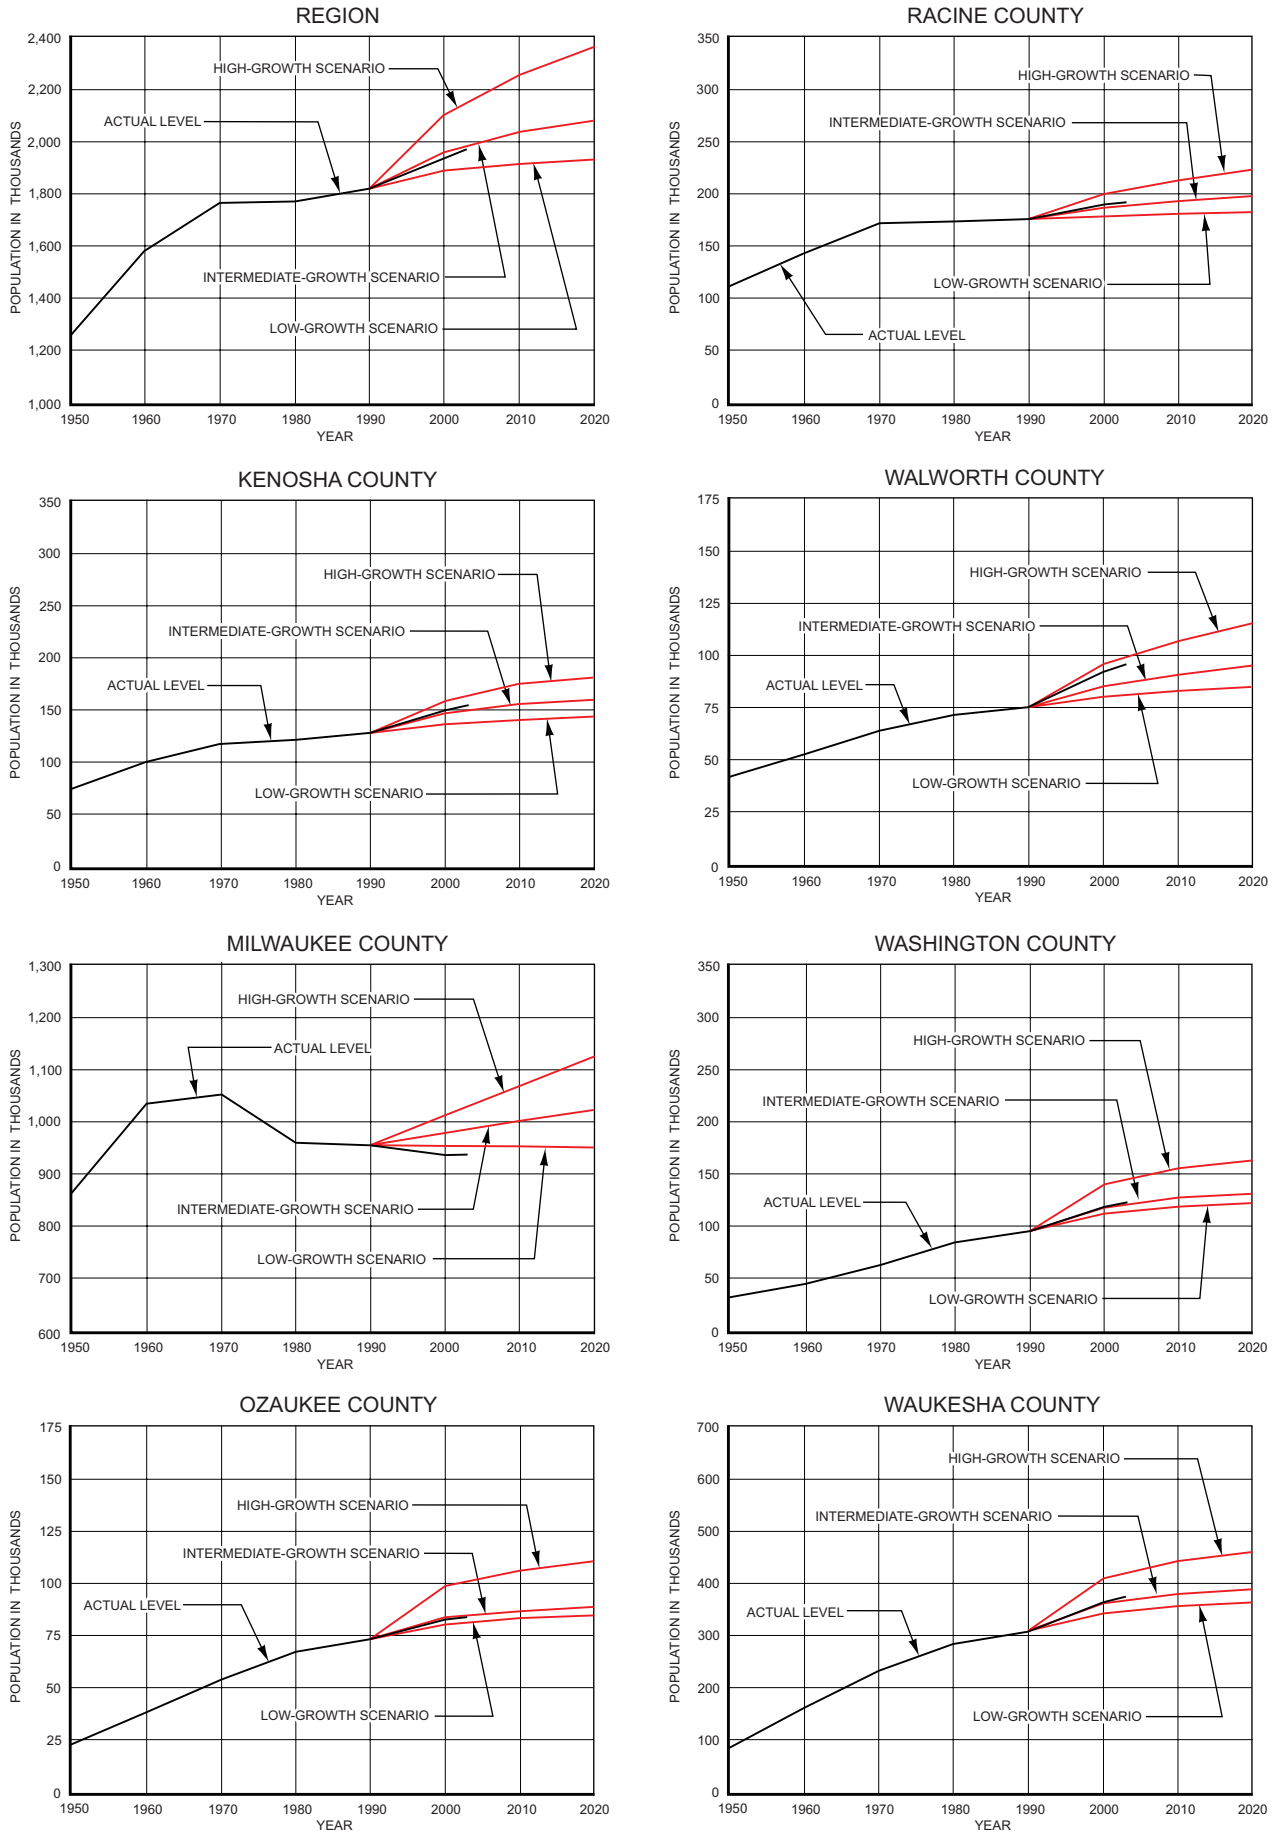 REGION
2,400
2,200
2,000
1,800
1,600
1,400
1,200
1,000
POPULATION IN THOUSANDS
HIGH-GROWTH SCENARIO
ACTUAL LEVEL
INTERMEDIATE-GROWTH SCENARIO
LOW-GROWTH SCENARIO
1950 1960 1970 1980 1990 2000 2010 2020
YEAR
RACINE COUNTY
350
300
250
200
150
100
50
0
POPULATION IN THOUSANDS
HIGH-GROWTH SCENARIO
INTERMEDIATE-GROWTH SCENARIO
LOW-GROWTH SCENARIO
ACTUAL LEVEL
1950 1960 1970 1980 1990 2000 2010 2020
YEAR
KENOSHA COUNTY
350
300
250
200
150
100
50
0
POPULATION IN THOUSANDS
HIGH-GROWTH SCENARIO
INTERMEDIATE-GROWTH SCENARIO
ACTUAL LEVEL
LOW-GROWTH SCENARIO
1950 1960 1970 1980 1990 2000 2010 2020
YEAR
WALWORTH COUNTY
175
150
125
100
75
50
25
0
POPULATION IN THOUSANDS
HIGH-GROWTH SCENARIO
INTERMEDIATE-GROWTH SCENARIO
ACTUAL LEVEL
LOW-GROWTH SCENARIO
1950 1960 1970 1980 1990 2000 2010 2020
YEAR
MILWAUKEE COUNTY
1,300
1,200
1,100
1,000
900
800
700
600
POPULATION IN THOUSANDS
HIGH-GROWTH SCENARIO
ACTUAL LEVEL
INTERMEDIATE-GROWTH SCENARIO
LOW-GROWTH SCENARIO
1950 1960 1970 1980 1990 2000 2010 2020
YEAR
WASHINGTON COUNTY
350
300
250
200
150
100
50
0
POPULATION IN THOUSANDS
HIGH-GROWTH SCENARIO
INTERMEDIATE-GROWTH SCENARIO
ACTUAL LEVEL
LOW-GROWTH SCENARIO
1950 1960 1970 1980 1990 2000 2010 2020
YEAR
OZAUKEE COUNTY
175
150
125
100
75
50
25
0
POPULATION IN THOUSANDS
HIGH-GROWTH SCENARIO
INTERMEDIATE-GROWTH SCENARIO
ACTUAL LEVEL
LOW-GROWTH SCENARIO
1950 1960 1970 1980 1990 2000 2010 2020
YEAR
WAUKESHA COUNTY
700
600
500
400
300
200
100
0
POPULATION IN THOUSANDS
HIGH-GROWTH SCENARIO
INTERMEDIATE-GROWTH SCENARIO
ACTUAL LEVEL
LOW-GROWTH SCENARIO
1950 1960 1970 1980 1990 2000 2010 2020
YEAR